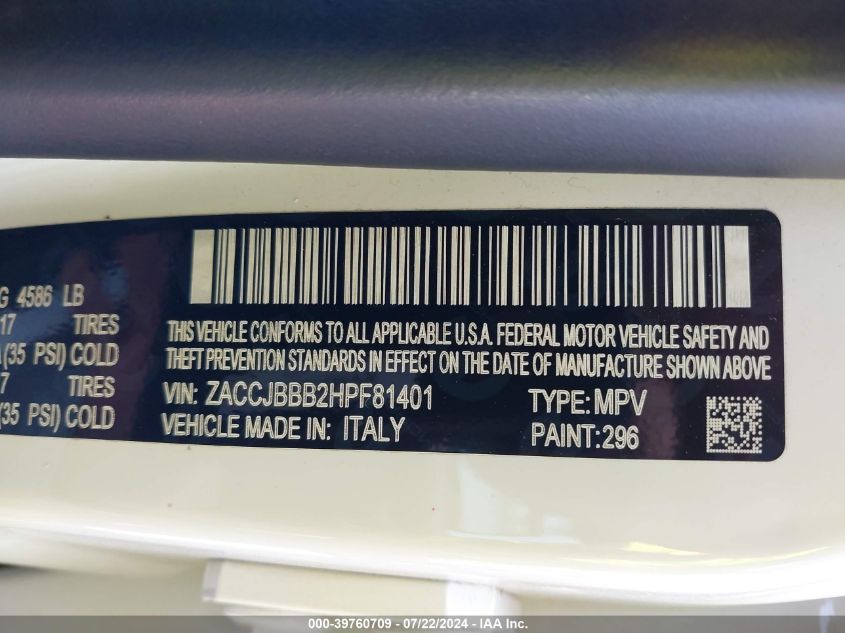 G 4586 LB
17 TIRES
(35 PSI) COLD
7 TIRES
(35 PSI) COLD
THIS VEHICLE CONFORMS TO ALL APPLICABLE U.S.A. FEDERAL MOTOR VEHICLE SAFETY AND
THEFT PREVENTION STANDARDS IN EFFECT ON THE DATE OF MANUFACTURE SHOWN ABOVE
VIN: ZACCJBBB2HPF81401 TYPE: MPV
VEHICLE MADE IN: ITALY PAINT: 296
000-39760709 - 07/22/2024 - IAA Inc.